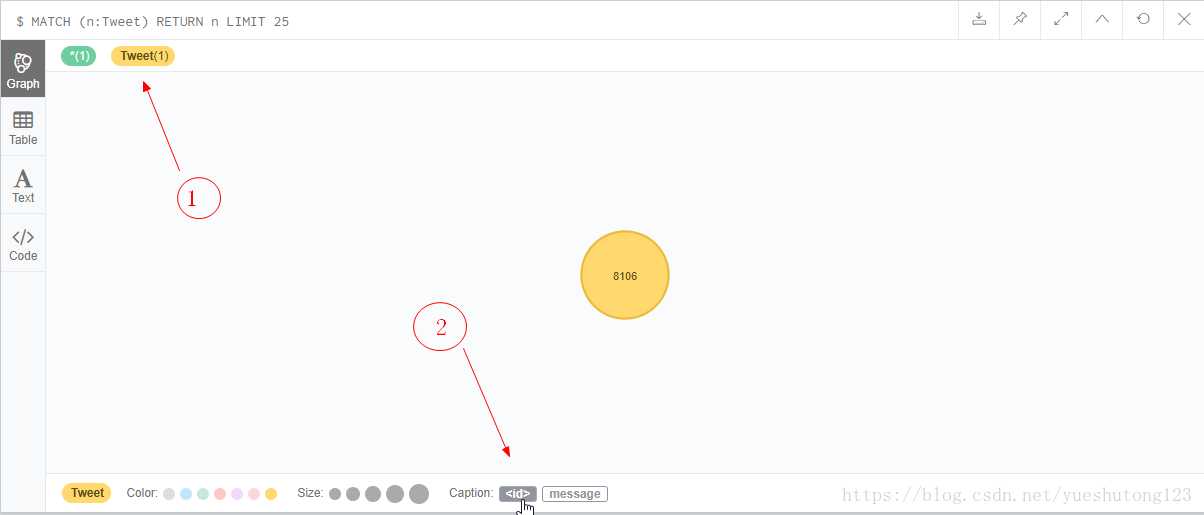 $ MATCH (n:Tweet) RETURN n LIMIT 25
*(1) Tweet(1)
Graph
Table
A
Text
</>
Code
1
8106
2
Tweet Color: Size: Caption: <id> message
https://blog.csdn.net/yueshutong123